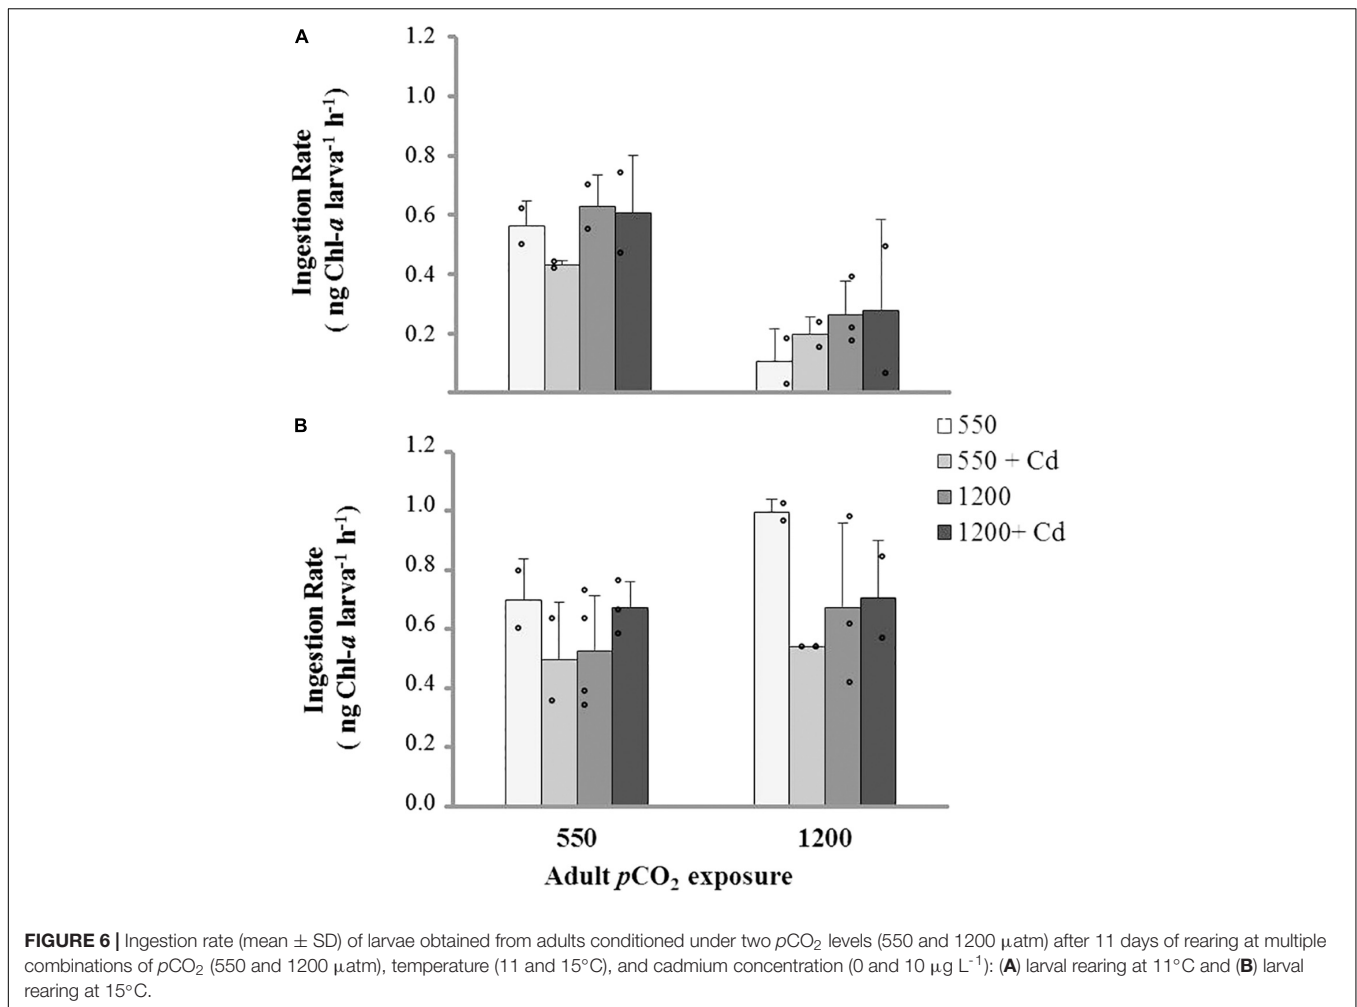 A
1.2
1.0
0.8
0.6
0.4
0.2
Ingestion Rate
( ng Chl-a larva⁻¹ h⁻¹)
B
1.2
1.0
0.8
0.6
0.4
0.2
0.0
Ingestion Rate
( ng Chl-a larva⁻¹ h⁻¹)
550
550 + Cd
1200
1200+ Cd
550 1200
Adult pCO₂ exposure
FIGURE 6 | Ingestion rate (mean ± SD) of larvae obtained from adults conditioned under two pCO₂ levels (550 and 1200 μatm) after 11 days of rearing at multiple
combinations of pCO₂ (550 and 1200 μatm), temperature (11 and 15°C), and cadmium concentration (0 and 10 μg L⁻¹): (A) larval rearing at 11°C and (B) larval
rearing at 15°C.